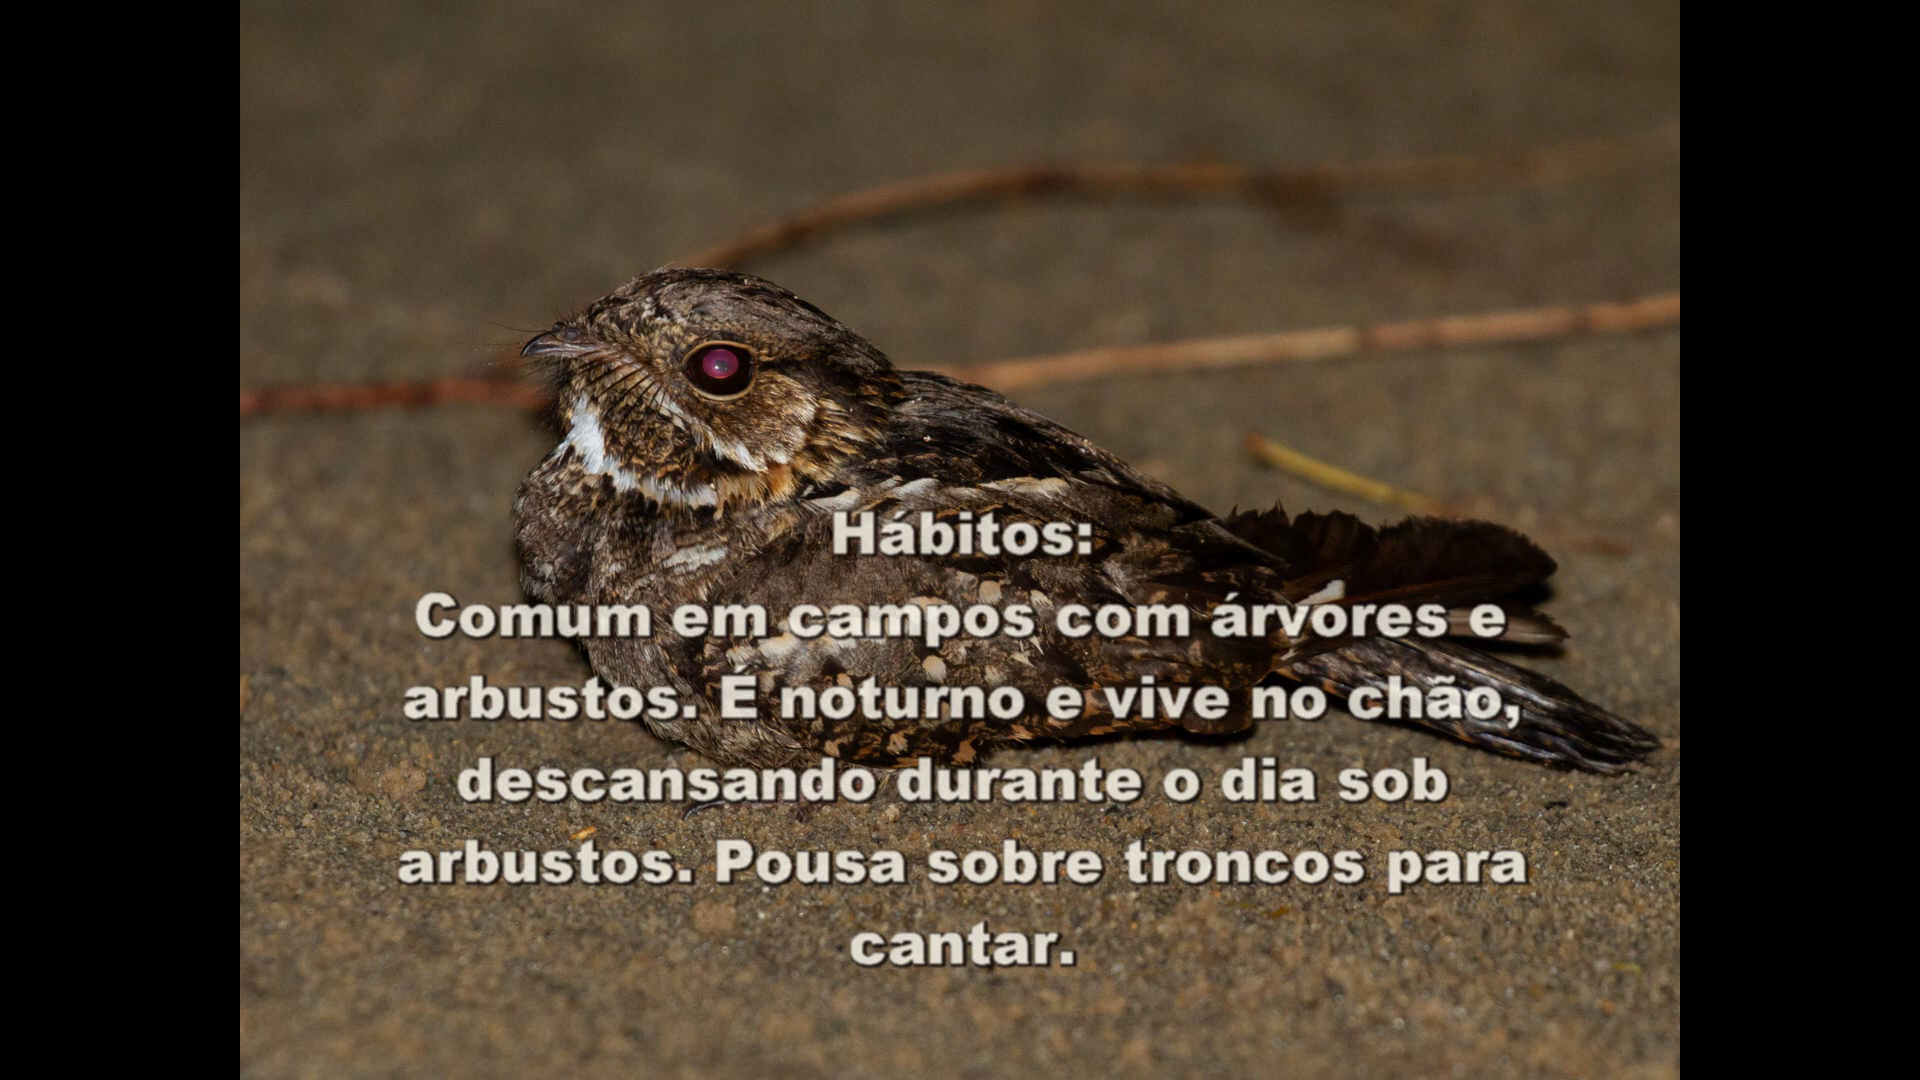 Hábitos:
Comum em campos com árvores e
arbustos. É noturno e vive no chão,
descansando durante o dia sob
arbustos. Pousa sobre troncos para
cantar.